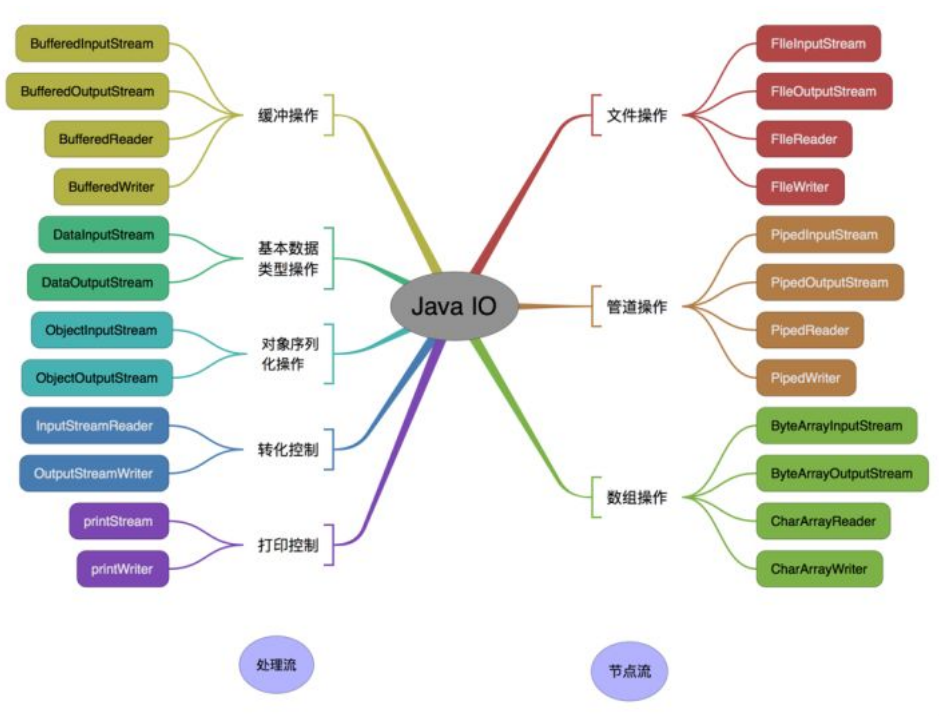 BufferedInputStream
BufferedOutputStream
BufferedReader
BufferedWriter
缓冲操作
DataInputStream
DataOutputStream
基本数据
类型操作
ObjectInputStream
ObjectOutputStream
对象序列
化操作
InputStreamReader
OutputStreamWriter
转化控制
printStream
printWriter
打印控制
Java IO
文件操作
FIleInputStream
FIleOutputStream
FIleReader
FIleWriter
管道操作
PipedInputStream
PipedOutputStream
PipedReader
PipedWriter
数组操作
ByteArrayInputStream
ByteArrayOutputStream
CharArrayReader
CharArrayWriter
处理流
节点流